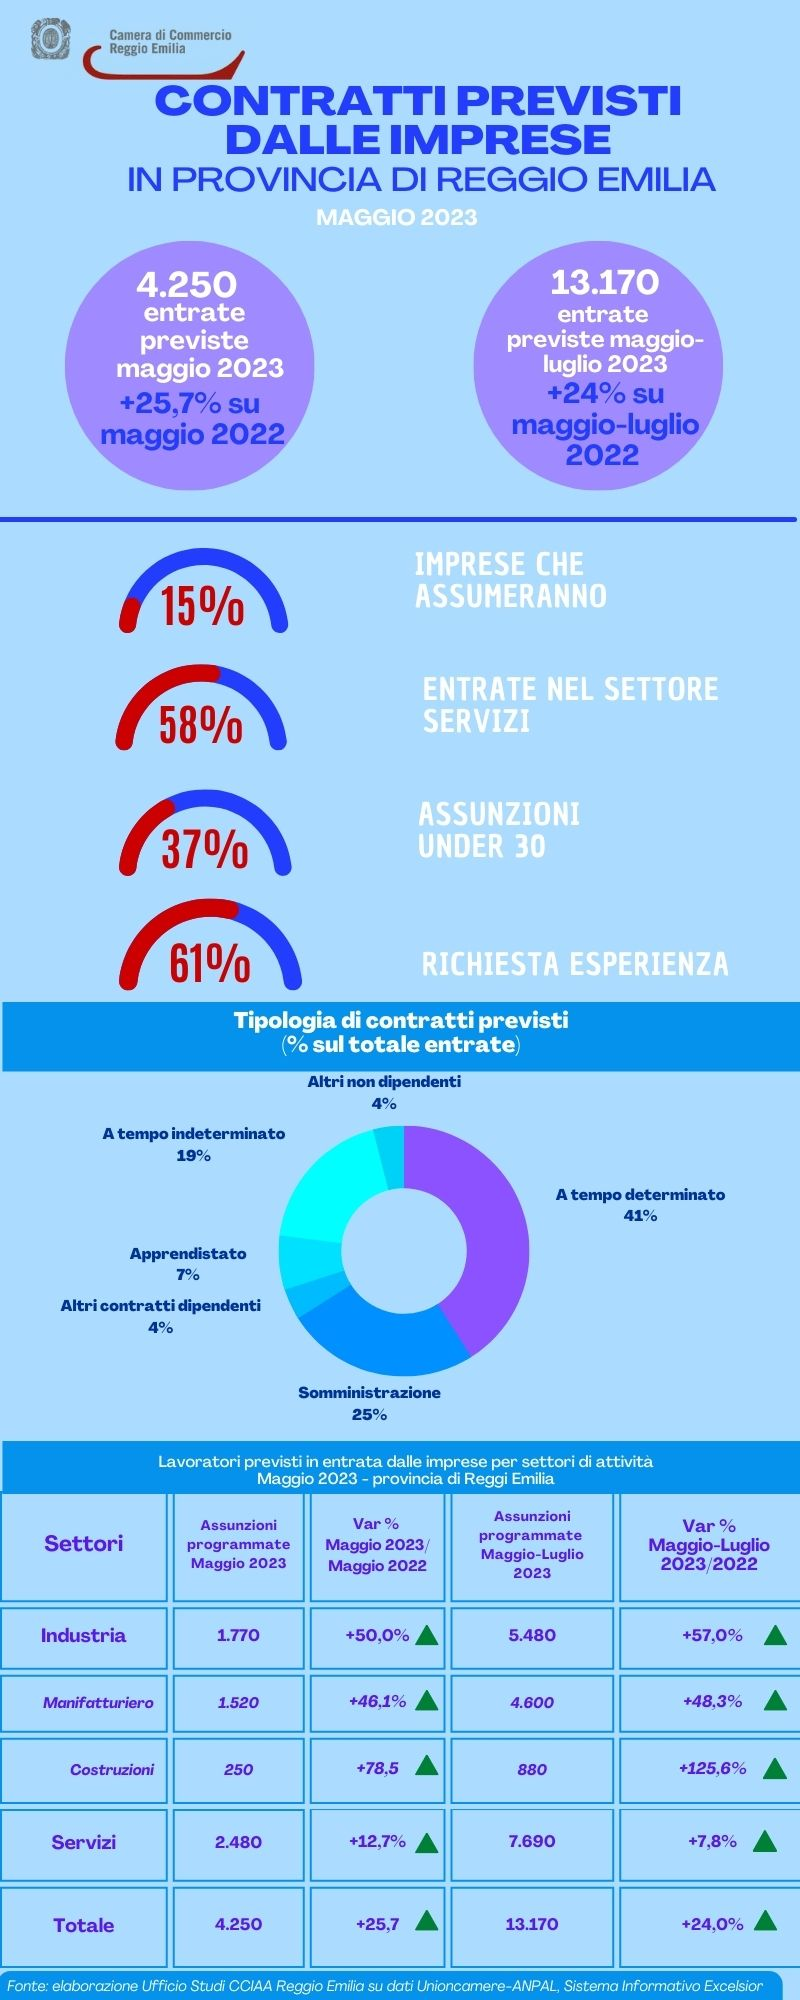 Camera di Commercio
Reggio Emilia
CONTRATTI PREVISTI
DALLE IMPRESE
IN PROVINCIA DI REGGIO EMILIA
MAGGIO 2023
4.250
entrate
previste
maggio 2023
+25,7% su
maggio 2022
13.170
entrate
previste maggio-
luglio 2023
+24% su
maggio-luglio
2022
15%
IMPRESE CHE
ASSUMERANNO
58%
ENTRATE NEL SETTORE
SERVIZI
37%
ASSUNZIONI
UNDER 30
61%
RICHIESTA ESPERIENZA
Tipologia di contratti previsti
(% sul totale entrate)
Altri non dipendenti
4%
A tempo indeterminato
19%
A tempo determinato
41%
Apprendistato
7%
Altri contratti dipendenti
4%
Somministrazione
25%
Lavoratori previsti in entrata dalle imprese per settori di attività
Maggio 2023 - provincia di Reggi Emilia
Settori
Assunzioni
programmate
Maggio 2023
Var %
Maggio 2023/
Maggio 2022
Assunzioni
programmate
Maggio-Luglio
2023
Var %
Maggio-Luglio
2023/2022
Industria 1.770 +50,0% 5.480 +57,0%
Manifatturiero 1.520 +46,1% 4.600 +48,3%
Costruzioni 250 +78,5 880 +125,6%
Servizi 2.480 +12,7% 7.690 +7,8%
Totale 4.250 +25,7 13.170 +24,0%
Fonte: elaborazione Ufficio Studi CCIAA Reggio Emilia su dati Unioncamere-ANPAL, Sistema Informativo Excelsior